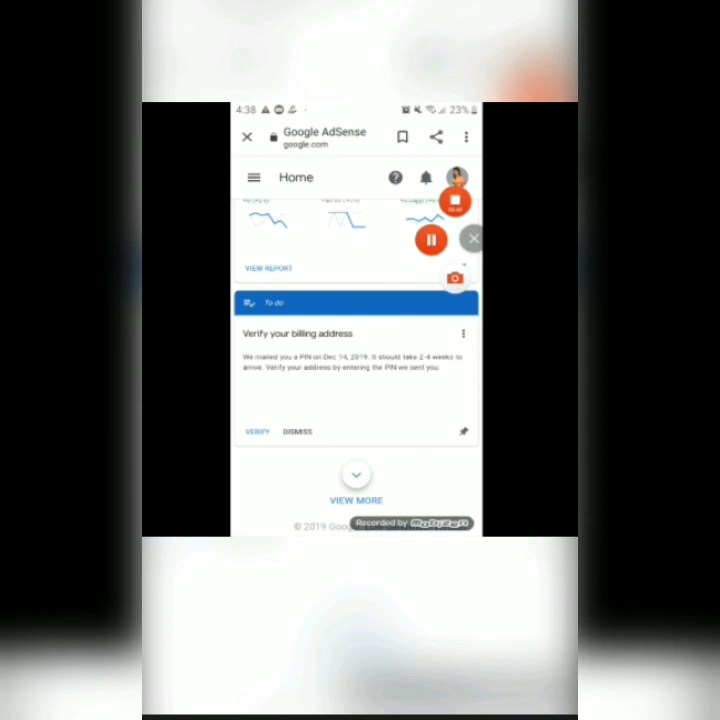 4:38
23%
Google AdSense
google.com
Home
VIEW REPORT
To do
Verify your billing address
We mailed you a PIN on Dec 14, 2019. It should take 2-4 weeks to
arrive. Verify your address by entering the PIN we sent you.
VERIFY DISMISS
VIEW MORE
© 2019 Goog
Recorded by